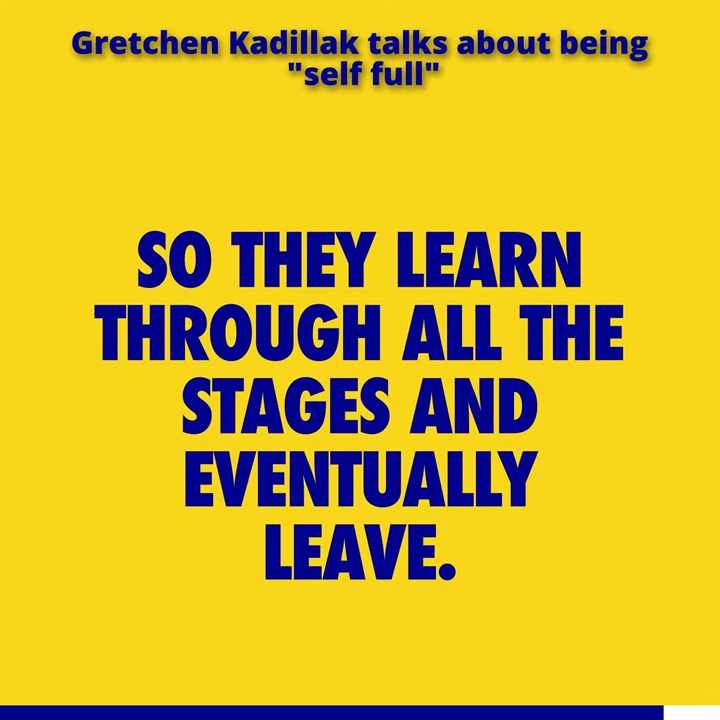 Gretchen Kadillak talks about being
"self full"
SO THEY LEARN
THROUGH ALL THE
STAGES AND
EVENTUALLY
LEAVE.